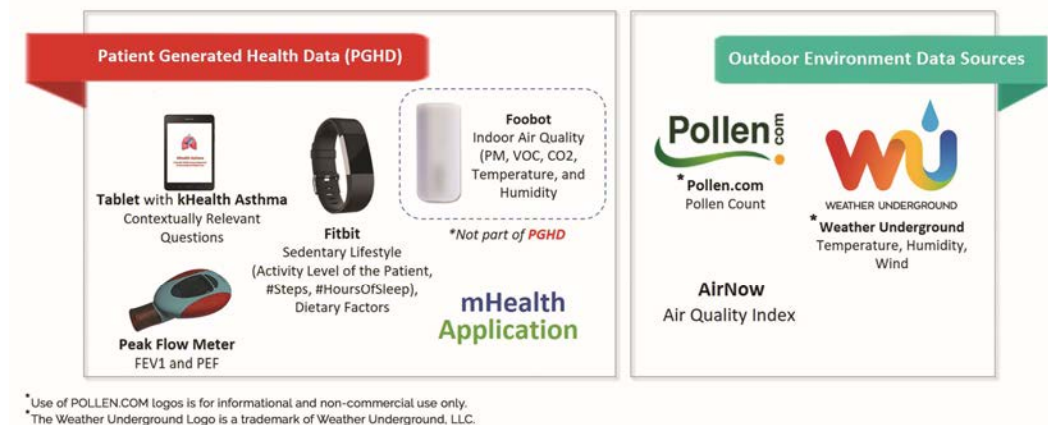 Patient Generated Health Data (PGHD)
Tablet with kHealth Asthma
Contextually Relevant
Questions
Peak Flow Meter
FEV1 and PEF
Fitbit
Sedentary Lifestyle
(Activity Level of the Patient,
#Steps, #HoursOfSleep),
Dietary Factors
Foobot
Indoor Air Quality
(PM, VOC, CO2,
Temperature, and
Humidity
*Not part of PGHD
mHealth
Application
Outdoor Environment Data Sources
Pollen.com
*Pollen.com
Pollen Count
WU
WEATHER UNDERGROUND
*Weather Underground
Temperature, Humidity,
Wind
AirNow
Air Quality Index
*Use of POLLEN.COM logos is for informational and non-commercial use only.
*The Weather Underground Logo is a trademark of Weather Underground, LLC.